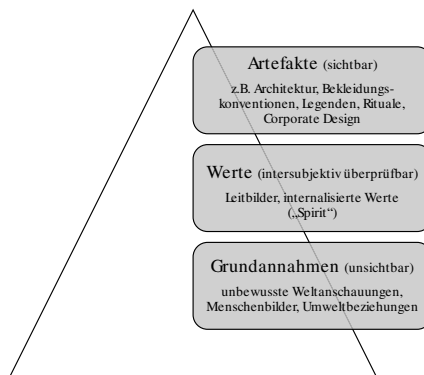 Artefakte (sichtbar)
z.B. Architektur, Bekleidungs-
konventionen, Legenden, Rituale,
Corporate Design
Werte (intersubjektiv überprüfbar)
Leitbilder, internalisierte Werte
(„Spirit“)
Grundannahmen (unsichtbar)
unbewusste Weltanschauungen,
Menschenbilder, Umweltbeziehungen